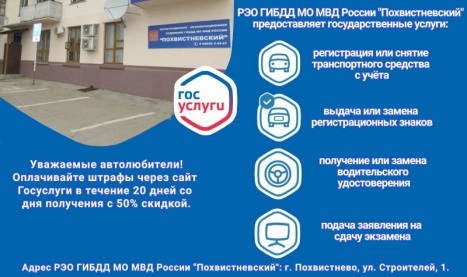 РЭО ГИБДД МО МВД России "Похвистневский"
предоставляет государственные услуги:
"ПОХВИСТНЕВСКИЙ"
гос
услуги
регистрация или снятие
транспортного средства
с учёта
выдача или замена
регистрационных знаков
получение или замена
водительского
удостоверения
подача заявления на
сдачу экзамена
Уважаемые автолюбители!
Оплачивайте штрафы через сайт
Госуслуги в течение 20 дней со
дня получения с 50% скидкой.
Адрес РЭО ГИБДД МО МВД России "Похвистневский": г. Похвистнево, ул. Строителей, 1.